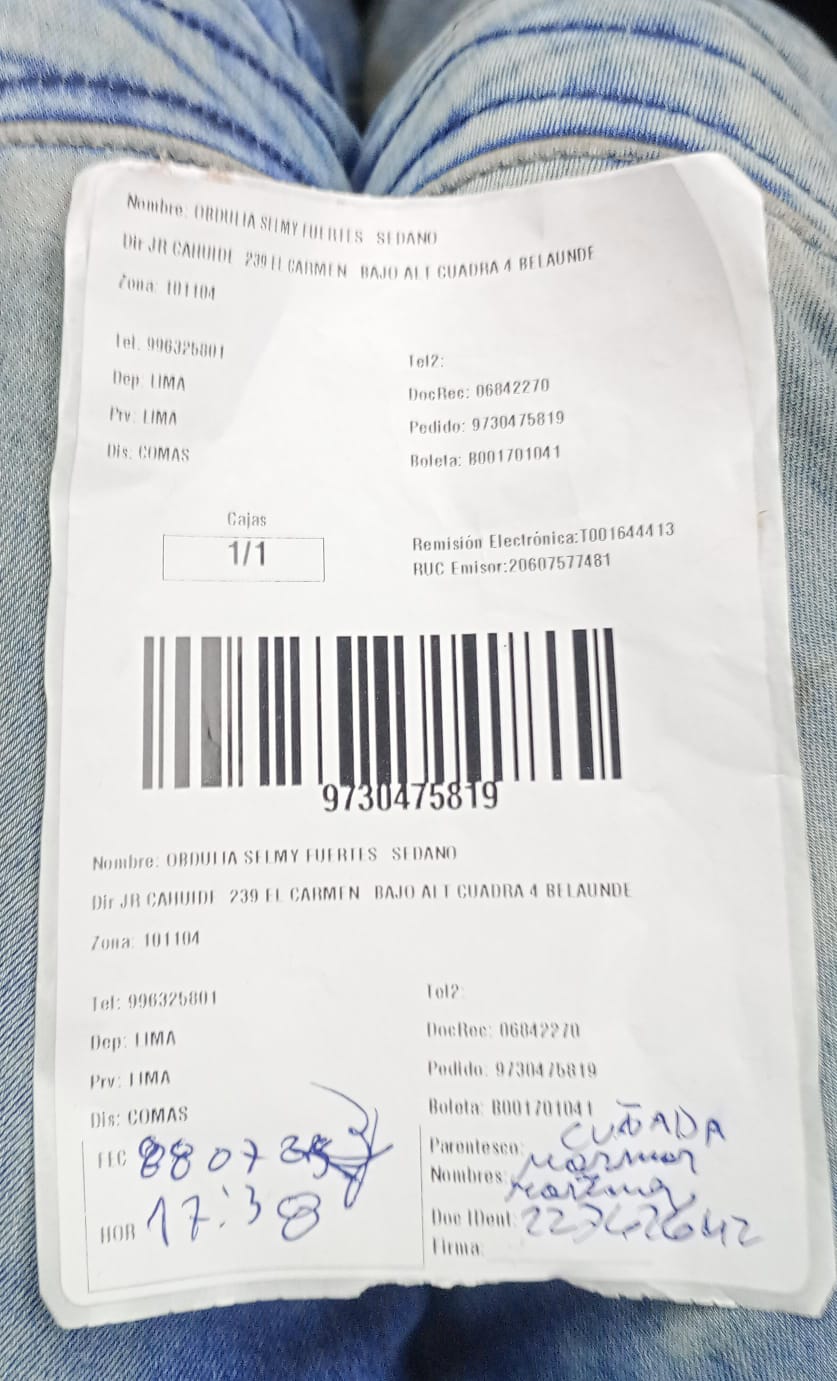 Nombre: OBDULIA SELMY FUERTES SEDANO
Dir JR CAHUIDE 239 EL CARMEN BAJO ALT CUADRA 4 BELAUNDE
Zona: 101104
Tel. 996325801
Tel2:
Dep: LIMA
DocRec: 06842270
Prv: LIMA
Pedido: 9730475819
Dis: COMAS
Boleta: B001701041
Cajas
1/1
Remisión Electrónica:T001644413
RUC Emisor:20607577481
9730475819
Nombre: OBDULIA SELMY FUERTES SEDANO
Dir JR CAHUIDE 239 EL CARMEN BAJO ALT CUADRA 4 BELAUNDE
Zona: 101104
Tel: 996325801
Tel2:
Dep: LIMA
DocRec: 06842270
Prv: LIMA
Pedido: 9730475819
Dis: COMAS
Boleta: B001701041
FEC
Parentesco: CUÑADA
Nombres:
HOR 17:38
Doc IDent:
Firma: